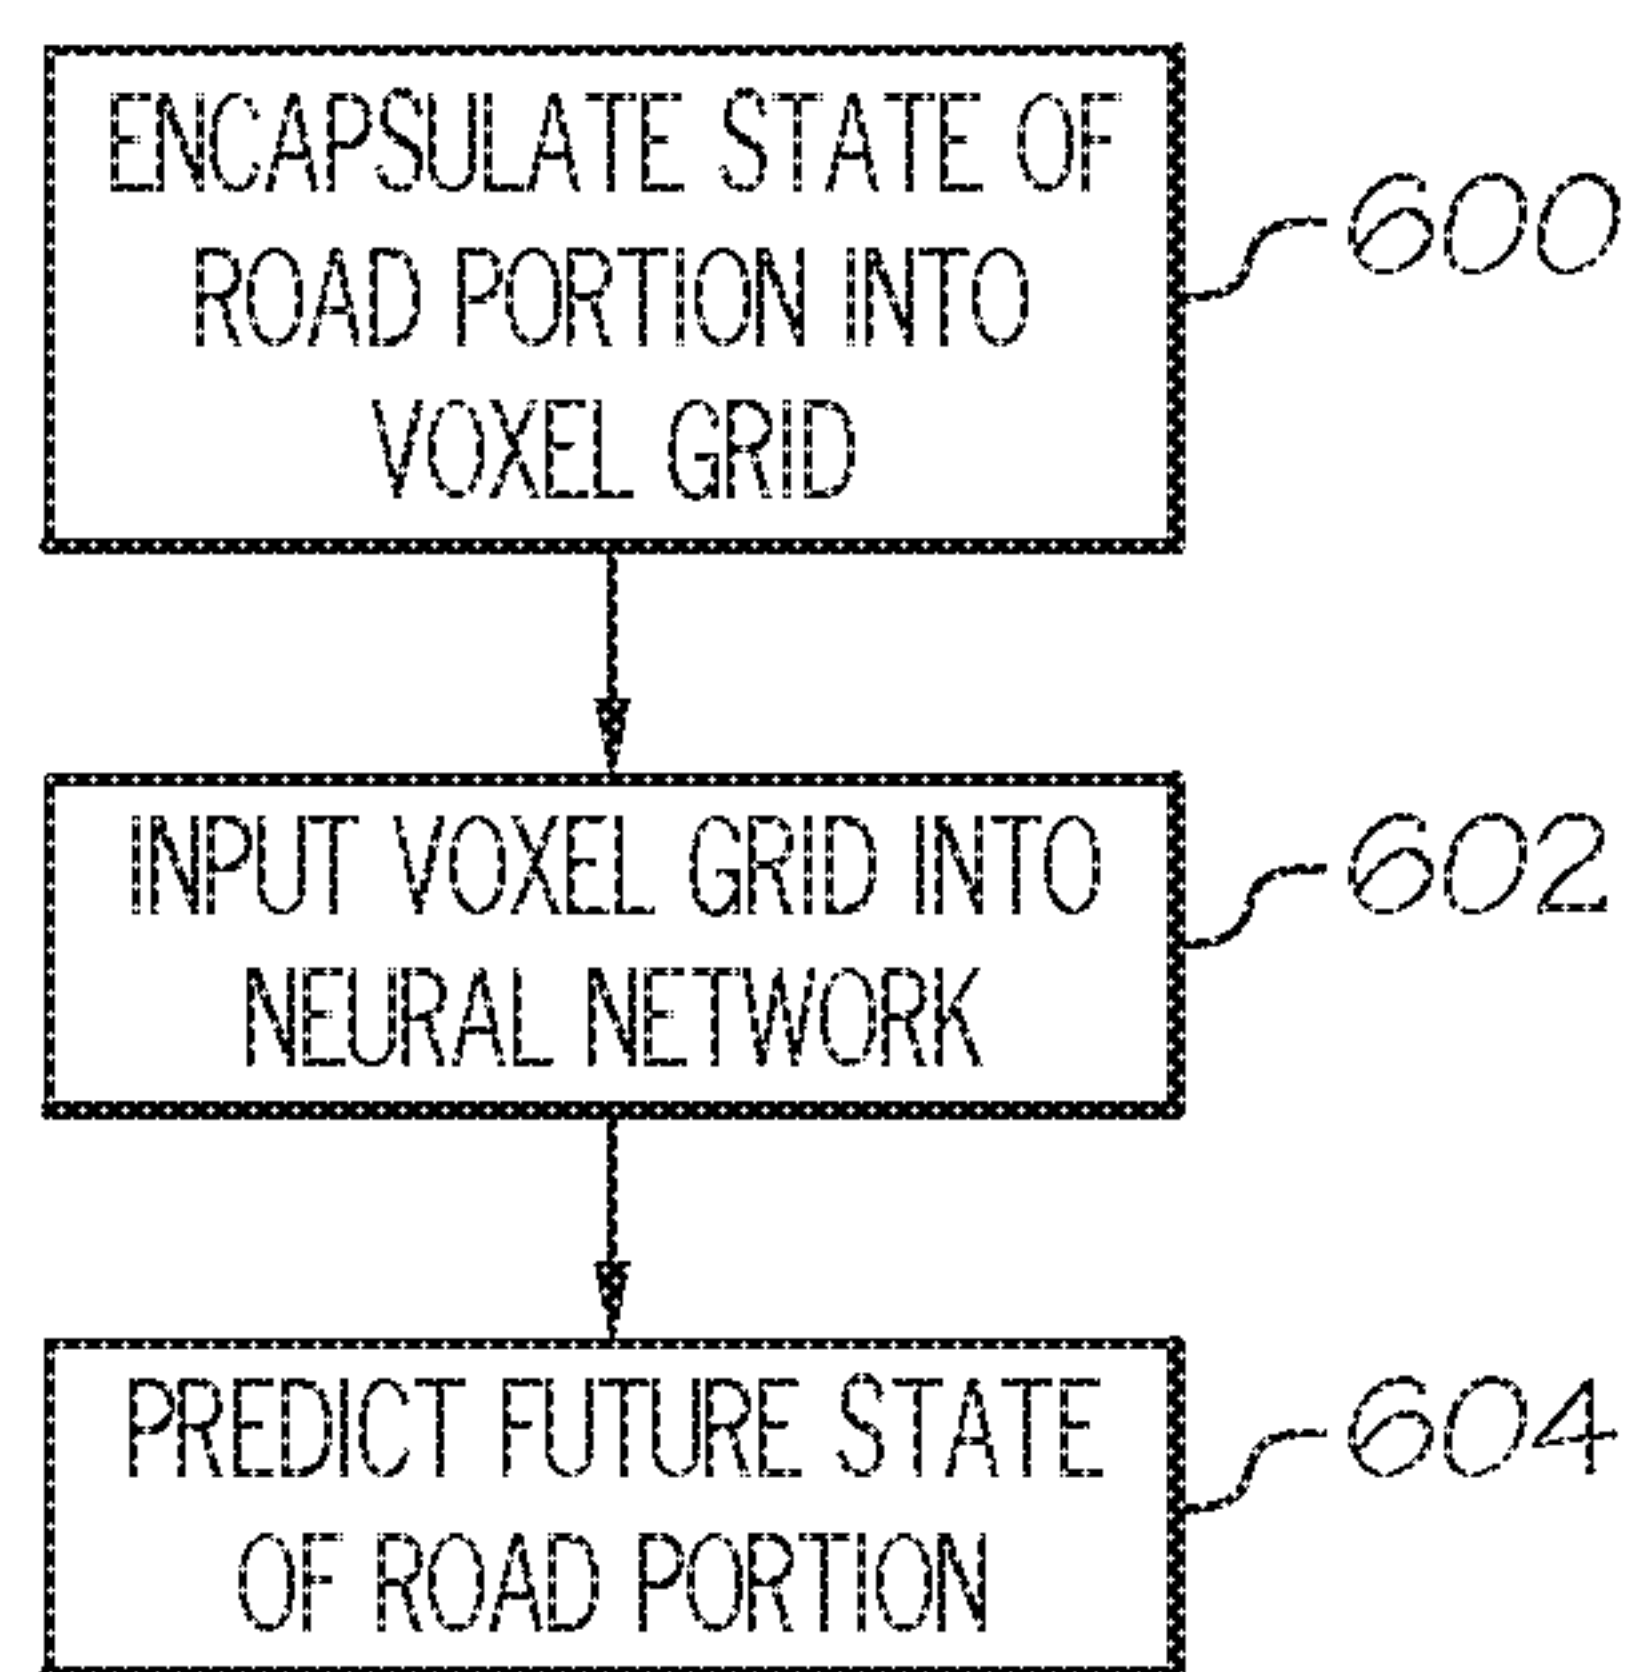 ENCAPSULATE STATE OF
ROAD PORTION INTO
VOXEL GRID
600
INPUT VOXEL GRID INTO
NEURAL NETWORK
602
PREDICT FUTURE STATE
OF ROAD PORTION
604